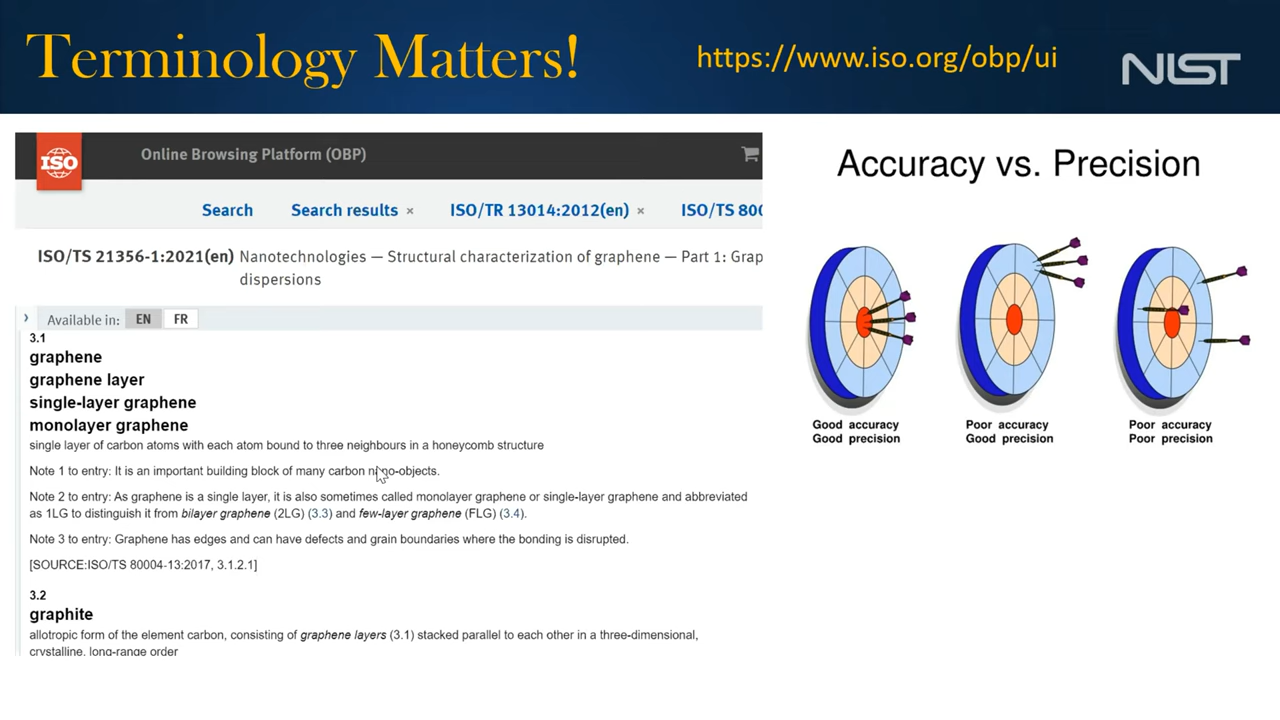 Terminology Matters!
https://www.iso.org/obp/ui
NIST
ISO
Online Browsing Platform (OBP)
Search Search results × ISO/TR 13014:2012(en) × ISO/TS 800
ISO/TS 21356-1:2021(en) Nanotechnologies — Structural characterization of graphene — Part 1: Grap
dispersions
Available in: EN FR
3.1
graphene
graphene layer
single-layer graphene
monolayer graphene
single layer of carbon atoms with each atom bound to three neighbours in a honeycomb structure
Note 1 to entry: It is an important building block of many carbon nano-objects.
Note 2 to entry: As graphene is a single layer, it is also sometimes called monolayer graphene or single-layer graphene and abbreviated
as 1LG to distinguish it from bilayer graphene (2LG) (3.3) and few-layer graphene (FLG) (3.4).
Note 3 to entry: Graphene has edges and can have defects and grain boundaries where the bonding is disrupted.
[SOURCE:ISO/TS 80004-13:2017, 3.1.2.1]
3.2
graphite
allotropic form of the element carbon, consisting of graphene layers (3.1) stacked parallel to each other in a three-dimensional,
crystalline, long-range order
Accuracy vs. Precision
Good accuracy
Good precision
Poor accuracy
Good precision
Poor accuracy
Poor precision